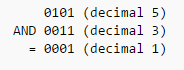 0101 (decimal 5)
AND 0011 (decimal 3)
= 0001 (decimal 1)